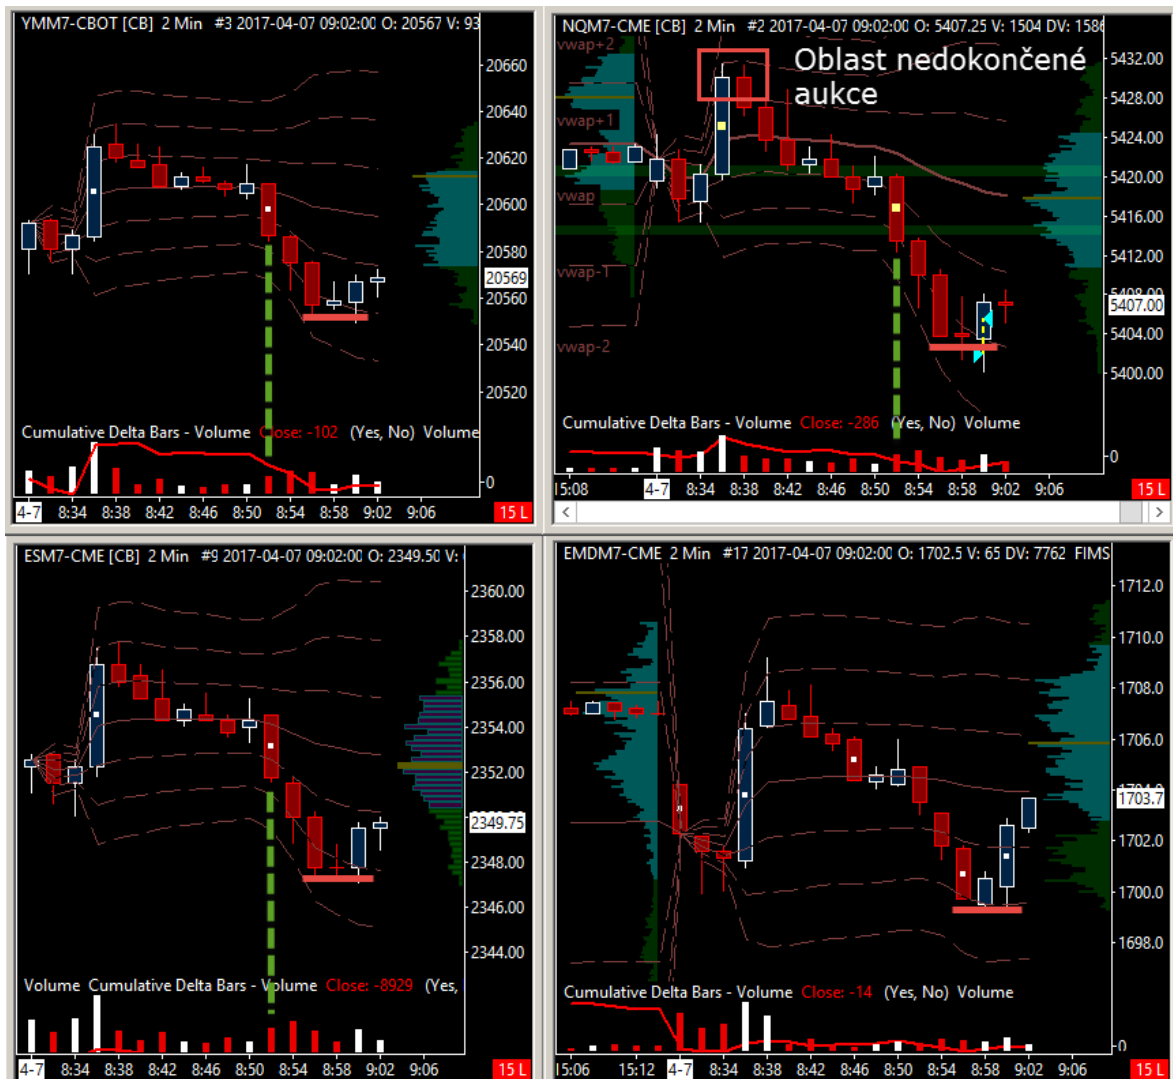 YMM7-CBOT [CB] 2 Min #3 2017-04-07 09:02:00 O: 20567 V: 93
20660
20640
20620
20600
20580
20569
20560
20540
20520
Cumulative Delta Bars - Volume Close: -102 (Yes, No) Volume
0
4-7 8:34 8:38 8:42 8:46 8:50 8:54 8:58 9:02 9:06 15 L
NQM7-CME [CB] 2 Min #2 2017-04-07 09:02:00 O: 5407.25 V: 1504 DV: 1586
Oblast nedokončené
aukce
vwap+2
vwap+1
vwap
vwap-1
vwap-2
5432.00
5428.00
5424.00
5420.00
5416.00
5412.00
5408.00
5407.00
5404.00
5400.00
Cumulative Delta Bars - Volume Close: -286 (Yes, No) Volume
0
15:08 4-7 8:34 8:38 8:42 8:46 8:50 8:54 8:58 9:02 9:06 15 L
ESM7-CME [CB] 2 Min #9 2017-04-07 09:02:00 O: 2349.50 V:
2360.00
2358.00
2356.00
2354.00
2352.00
2349.75
2348.00
2346.00
2344.00
Volume Cumulative Delta Bars - Volume Close: -8929 (Yes,
4-7 8:34 8:38 8:42 8:46 8:50 8:54 8:58 9:02 9:06 15 L
EMDM7-CME 2 Min #17 2017-04-07 09:02:00 O: 1702.5 V: 65 DV: 7762 FIMS
1712.0
1710.0
1708.0
1706.0
1704.0
1703.7
1702.0
1700.0
1698.0
Cumulative Delta Bars - Volume Close: -14 (Yes, No) Volume
0
15:06 15:12 4-7 8:34 8:38 8:42 8:46 8:50 8:54 8:58 9:02 9:06 15 L